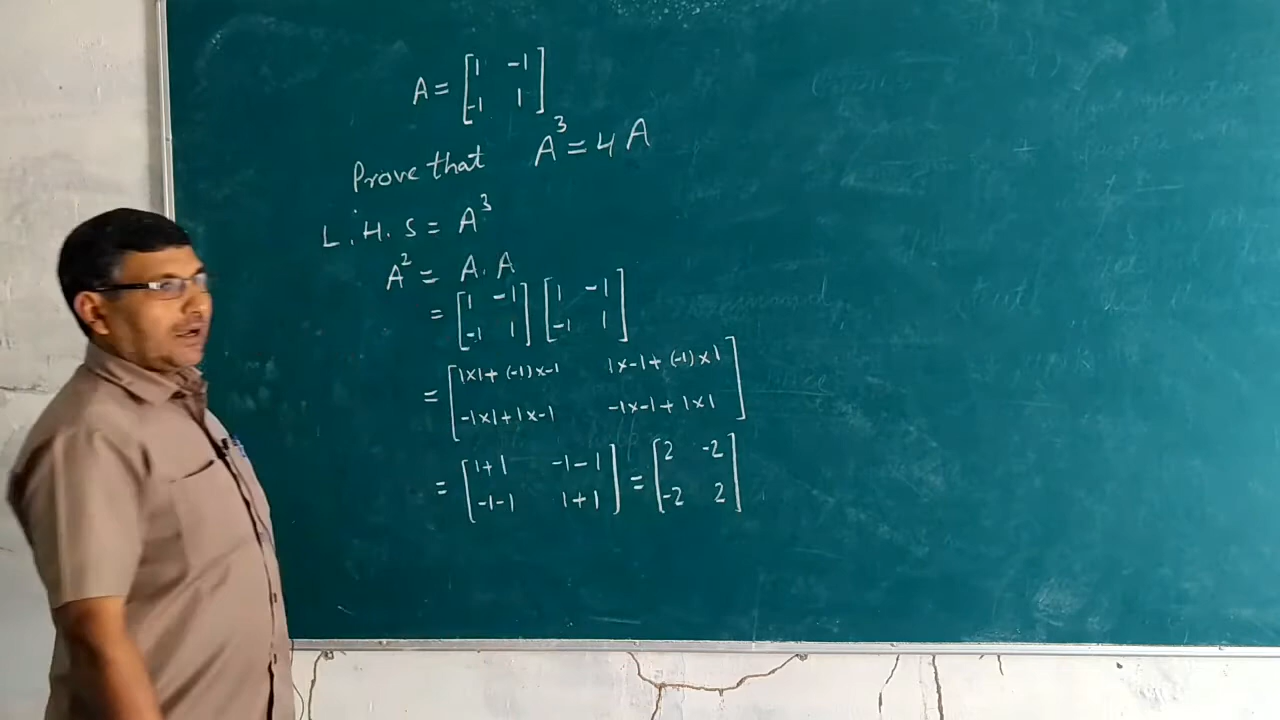 A = [1 -1
-1 1]
Prove that A³ = 4A
L.H.S = A³
A² = A.A
= [1 -1
-1 1] [1 -1
-1 1]
= [1×1+(-1)×-1 1×-1+(-1)×1
-1×1+1×-1 -1×-1+1×1]
= [1+1 -1-1
-1-1 1+1] = [2 -2
-2 2]